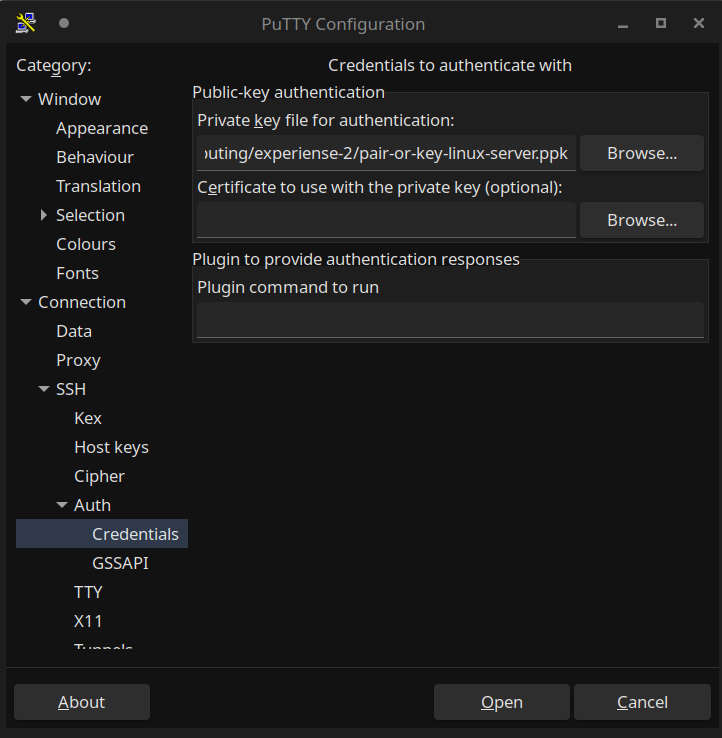 PuTTY Configuration
Category:
Credentials to authenticate with
Window
Appearance
Behaviour
Translation
Selection
Colours
Fonts
Connection
Data
Proxy
SSH
Kex
Host keys
Cipher
Auth
Credentials
GSSAPI
TTY
X11
Tunnels
Public-key authentication
Private key file for authentication:
outing/experiense-2/pair-or-key-linux-server.ppk Browse...
Certificate to use with the private key (optional):
Browse...
Plugin to provide authentication responses
Plugin command to run
About Open Cancel